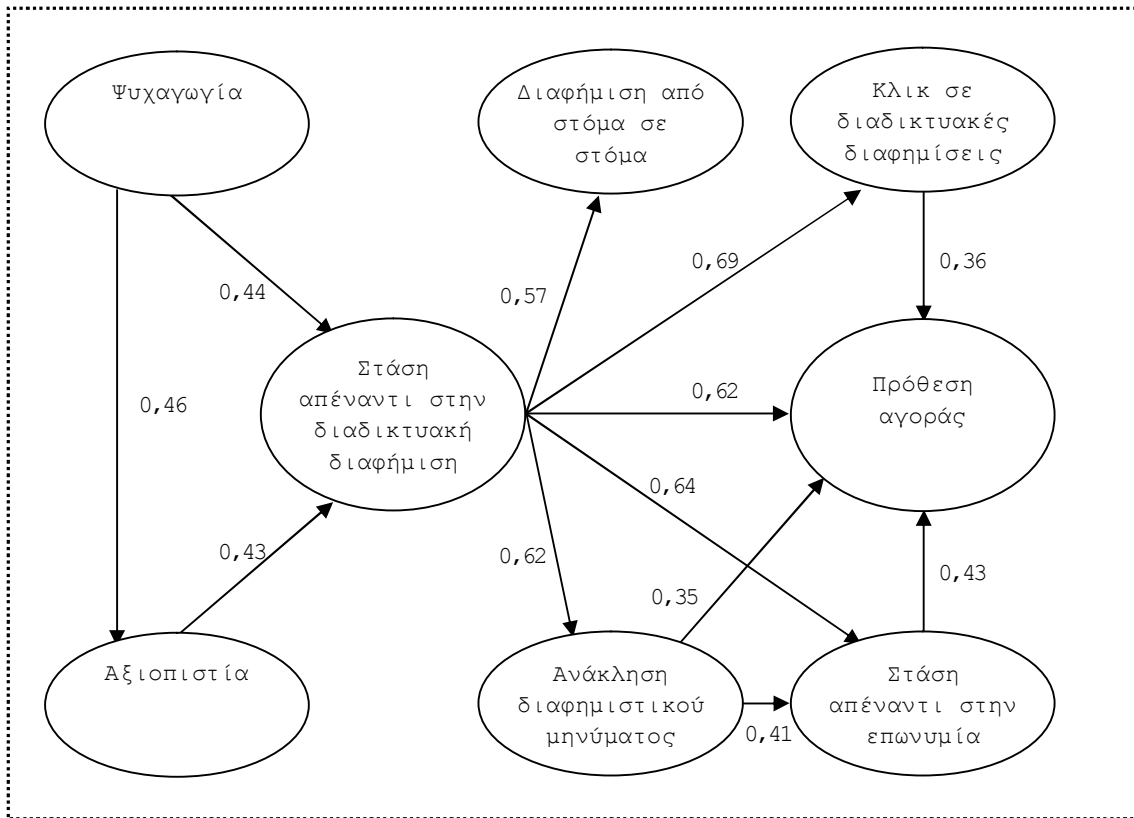 Ψυχαγωγία
Διαφήμιση από
στόμα σε
στόμα
Κλικ σε
διαδικτυακές
διαφημίσεις
0,44
0,57
0,69
0,36
Στάση
απέναντι στην
διαδικτυακή
διαφήμιση
0,46
0,62
Πρόθεση
αγοράς
0,43
0,62
0,64
0,35
0,43
Αξιοπιστία
Ανάκληση
διαφημιστικού
μηνύματος
0,41
Στάση
απέναντι στην
επωνυμία